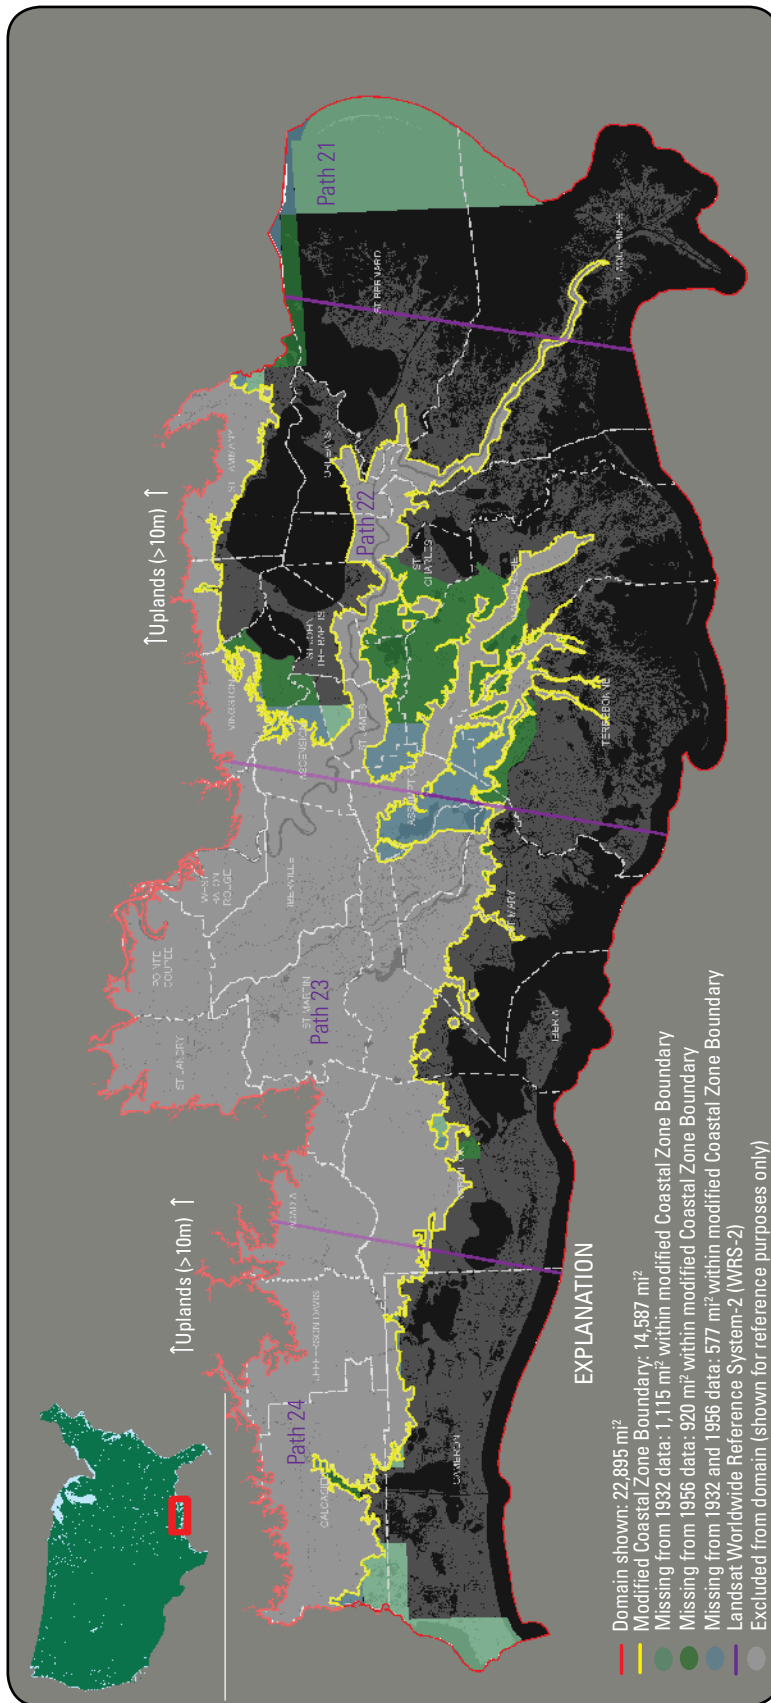 ↑Uplands (>10m) ↑
↑Uplands (>10m) ↑
Path 21
Path 22
Path 23
Path 24
ST BERNARD
ST
CHARLES
ST JAMES
ASCENSION
IBERVILLE
ST MARTIN
ST LANDRY
CAMERON
TERREBONNE
EXPLANATION
Domain shown: 22,895 mi²
Modified Coastal Zone Boundary: 14,587 mi²
Missing from 1932 data: 1,115 mi² within modified Coastal Zone Boundary
Missing from 1956 data: 920 mi² within modified Coastal Zone Boundary
Missing from 1932 and 1956 data: 577 mi² within modified Coastal Zone Boundary
Landsat Worldwide Reference System-2 (WRS-2)
Excluded from domain (shown for reference purposes only)